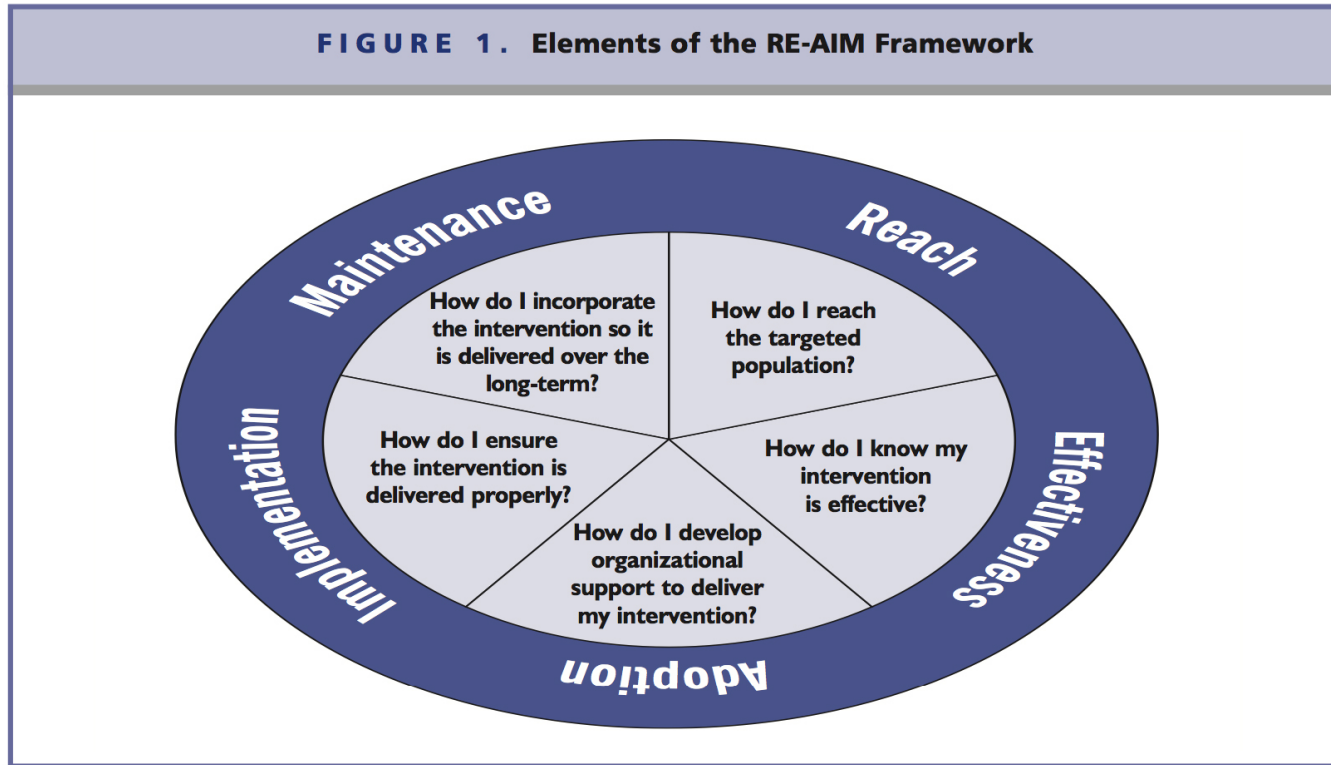 FIGURE 1. Elements of the RE-AIM Framework
Maintenance
Reach
How do I incorporate
the intervention so it
is delivered over the
long-term?
How do I reach
the targeted
population?
Implementation
How do I ensure
the intervention is
delivered properly?
How do I know my
intervention
is effective?
Effectiveness
How do I develop
organizational
support to deliver
my intervention?
Adoption